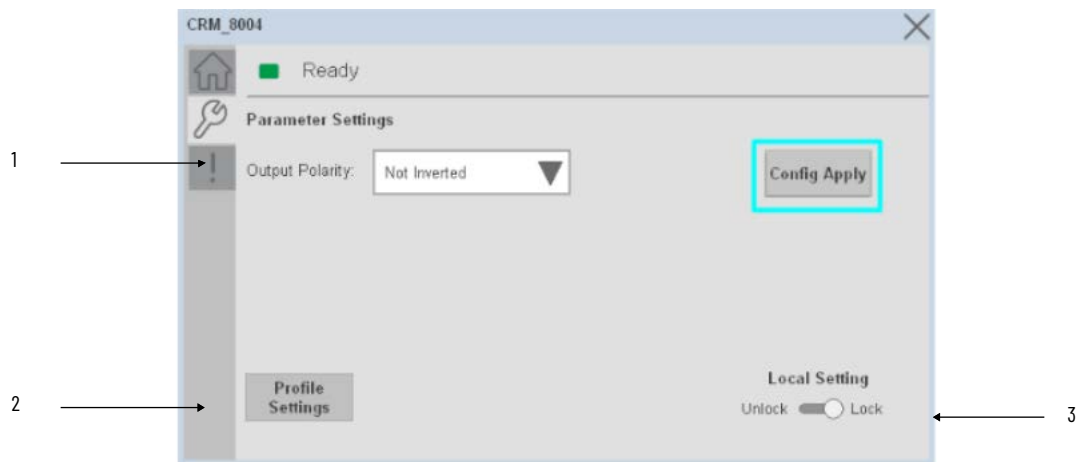 CRM_8004
Ready
Parameter Settings
1
Output Polarity: Not Inverted
Config Apply
Profile
Settings
Local Setting
Unlock Lock
2
3